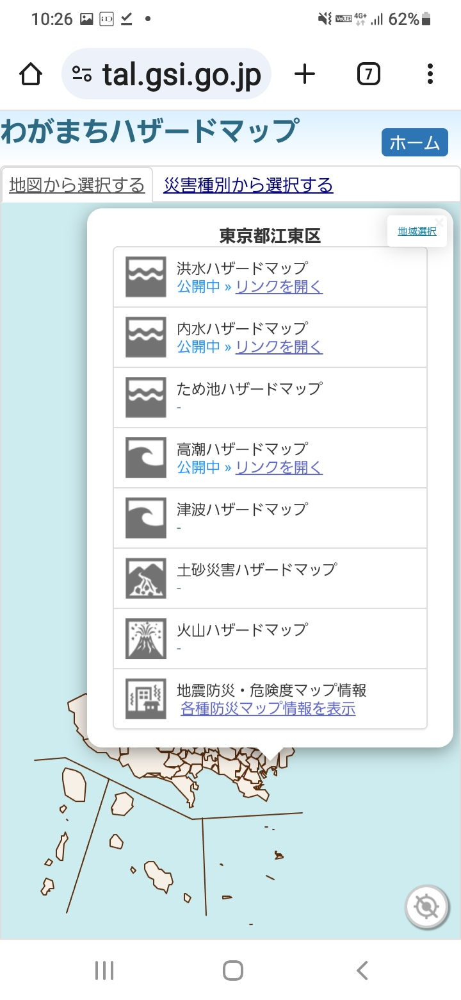 10:26
iD
VoLTE 4G+ 62%
tal.gsi.go.jp
7
わがまちハザードマップ
ホーム
地図から選択する 災害種別から選択する
東京都江東区
地域選択
洪水ハザードマップ
公開中 » リンクを開く
内水ハザードマップ
公開中 » リンクを開く
ため池ハザードマップ
-
高潮ハザードマップ
公開中 » リンクを開く
津波ハザードマップ
-
土砂災害ハザードマップ
-
火山ハザードマップ
-
地震防災・危険度マップ情報
各種防災マップ情報を表示